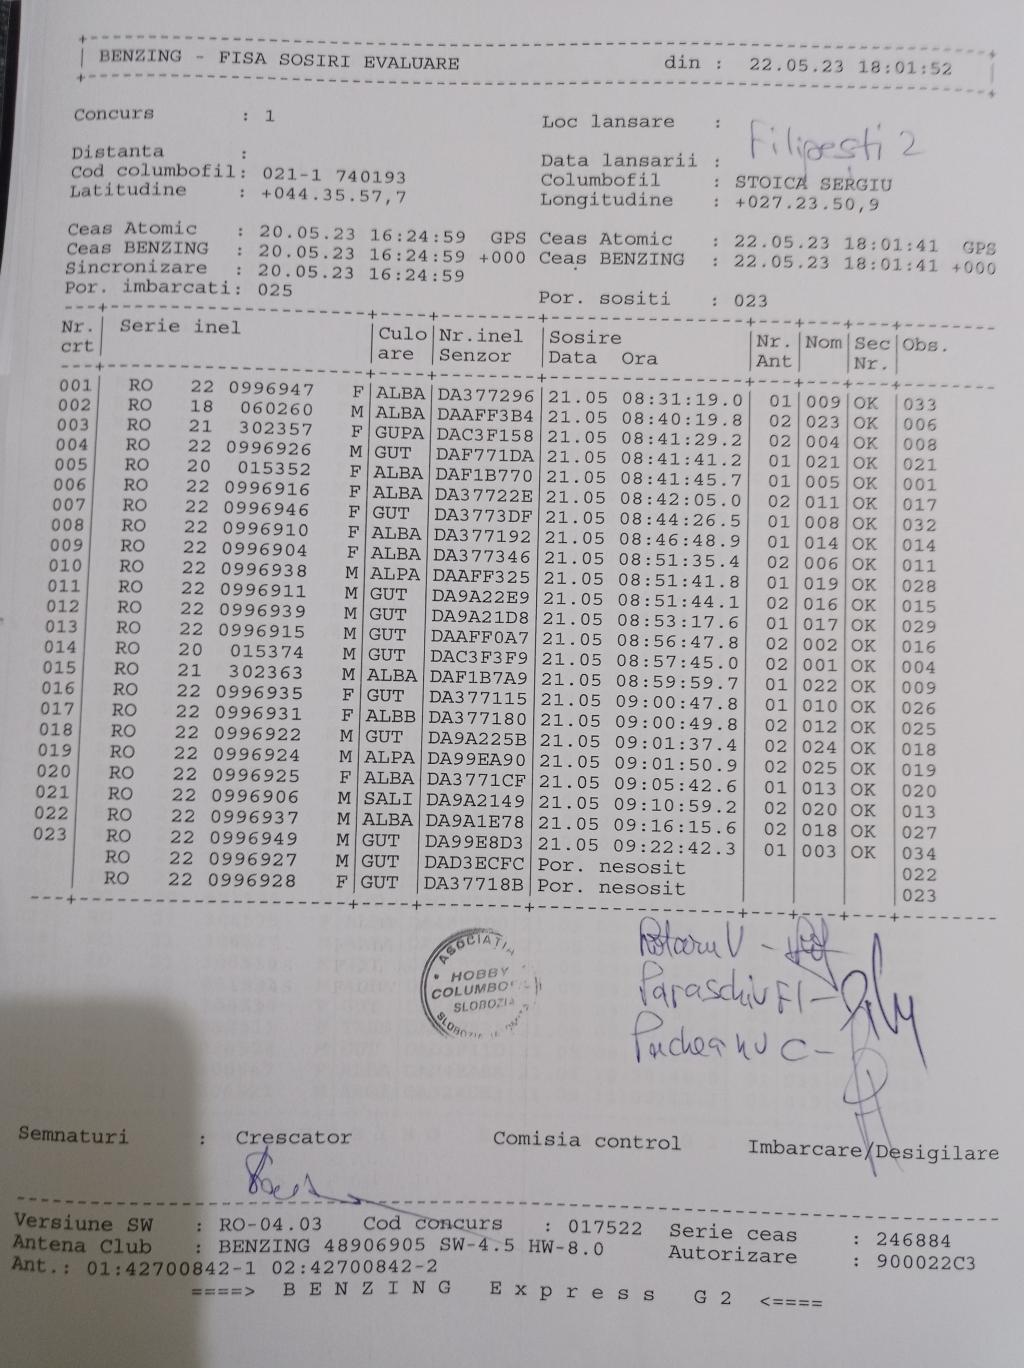 BENZING - FISA SOSIRI EVALUARE din : 22.05.23 18:01:52
Concurs : 1 Loc lansare : Filipesti 2
Distanta : Data lansarii :
Cod columbofil: 021-1 740193 Columbofil : STOICA SERGIU
Latitudine : +044.35.57,7 Longitudine : +027.23.50,9
Ceas Atomic : 20.05.23 16:24:59 GPS Ceas Atomic : 22.05.23 18:01:41 GPS
Ceas BENZING : 20.05.23 16:24:59 +000 Ceas BENZING : 22.05.23 18:01:41 +000
Sincronizare : 20.05.23 16:24:59
Por. imbarcati: 025 Por. sositi : 023
Nr. Serie inel Culo Nr.inel Sosire Nr. Nom Sec Obs.
crt are Senzor Data Ora Ant Nr.
001 RO 22 0996947 F ALBA DA377296 21.05 08:31:19.0 01 009 OK 033
002 RO 18 060260 M ALBA DAAFF3B4 21.05 08:40:19.8 02 023 OK 006
003 RO 21 302357 F GUPA DAC3F158 21.05 08:41:29.2 02 004 OK 008
004 RO 22 0996926 M GUT DAF771DA 21.05 08:41:41.2 01 021 OK 021
005 RO 20 015352 F ALBA DAF1B770 21.05 08:41:45.7 01 005 OK 001
006 RO 22 0996916 F ALBA DA37722E 21.05 08:42:05.0 02 011 OK 017
007 RO 22 0996946 F GUT DA3773DF 21.05 08:44:26.5 01 008 OK 032
008 RO 22 0996910 F ALBA DA377192 21.05 08:46:48.9 01 014 OK 014
009 RO 22 0996904 F ALBA DA377346 21.05 08:51:35.4 02 006 OK 011
010 RO 22 0996938 M ALPA DAAFF325 21.05 08:51:41.8 01 019 OK 028
011 RO 22 0996911 M GUT DA9A22E9 21.05 08:51:44.1 02 016 OK 015
012 RO 22 0996939 M GUT DA9A21D8 21.05 08:53:17.6 01 017 OK 029
013 RO 22 0996915 M GUT DAAFF0A7 21.05 08:56:47.8 02 002 OK 016
014 RO 20 015374 M GUT DAC3F3F9 21.05 08:57:45.0 02 001 OK 004
015 RO 21 302363 M ALBA DAF1B7A9 21.05 08:59:59.7 01 022 OK 009
016 RO 22 0996935 F GUT DA377115 21.05 09:00:47.8 01 010 OK 026
017 RO 22 0996931 F ALBB DA377180 21.05 09:00:49.8 02 012 OK 025
018 RO 22 0996922 M GUT DA9A225B 21.05 09:01:37.4 02 024 OK 018
019 RO 22 0996924 M ALPA DA99EA90 21.05 09:01:50.9 02 025 OK 019
020 RO 22 0996925 F ALBA DA3771CF 21.05 09:05:42.6 01 013 OK 020
021 RO 22 0996906 M SALI DA9A2149 21.05 09:10:59.2 02 020 OK 013
022 RO 22 0996937 M ALBA DA9A1E78 21.05 09:16:15.6 02 018 OK 027
023 RO 22 0996949 M GUT DA99E8D3 21.05 09:22:42.3 01 003 OK 034
RO 22 0996927 M GUT DAD3ECFC Por. nesosit 022
RO 22 0996928 F GUT DA37718B Por. nesosit 023
ASOCIATIA
HOBBY
COLUMBO
SLOBOZIA
Rotaru V -
Paraschiv Fl -
C -
Semnaturi : Crescator Comisia control Imbarcare/Desigilare
Versiune SW : RO-04.03 Cod concurs : 017522 Serie ceas : 246884
Antena Club : BENZING 48906905 SW-4.5 HW-8.0 Autorizare : 900022C3
Ant.: 01:42700842-1 02:42700842-2
====> BENZING Express G2 <====